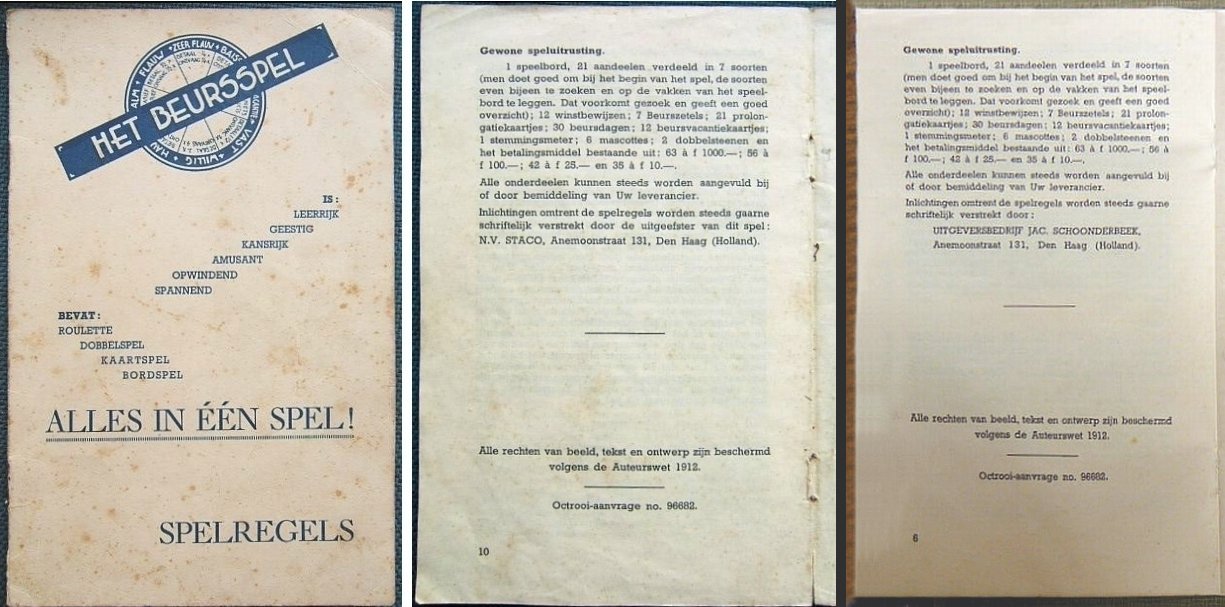 ALM * FLAUW * ZEER FLAUW * BAIS
HET BEURSSPEL
VAST * WILLIG * HAU
IS:
LEERRIJK
GEESTIG
KANSRIJK
AMUSANT
OPWINDEND
SPANNEND
BEVAT:
ROULETTE
DOBBELSPEL
KAARTSPEL
BORDSPEL
ALLES IN ÉÉN SPEL!
SPELREGELS
Gewone speluitrusting.
1 speelbord, 21 aandeelen verdeeld in 7 soorten
(men doet goed om bij het begin van het spel, de soorten
even bijeen te zoeken en op de vakken van het speel-
bord te leggen. Dat voorkomt gezoek en geeft een goed
overzicht); 12 winstbewijzen; 7 Beurszetels; 21 prolon-
gatiekaartjes; 30 beursdagen; 12 beursvacantiekaartjes;
1 stemmingsmeter; 6 mascottes; 2 dobbelsteenen en
het betalingsmiddel bestaande uit: 63 à f 1000.—; 56 à
f 100.—; 42 à f 25.— en 35 à f 10.—.
Alle onderdeelen kunnen steeds worden aangevuld bij
of door bemiddeling van Uw leverancier.
Inlichtingen omtrent de spelregels worden steeds gaarne
schriftelijk verstrekt door de uitgeefster van dit spel:
N.V. STACO, Anemoonstraat 131, Den Haag (Holland).
Alle rechten van beeld, tekst en ontwerp zijn beschermd
volgens de Auteurswet 1912.
Octrooi-aanvrage no. 96682.
10
Gewone speluitrusting.
1 speelbord, 21 aandeelen verdeeld in 7 soorten
(men doet goed om bij het begin van het spel, de soorten
even bijeen te zoeken en op de vakken van het speel-
bord te leggen. Dat voorkomt gezoek en geeft een goed
overzicht); 12 winstbewijzen; 7 Beurszetels; 21 prolon-
gatiekaartjes; 30 beursdagen; 12 beursvacantiekaartjes;
1 stemmingsmeter; 6 mascottes; 2 dobbelsteenen en
het betalingsmiddel bestaande uit: 63 à f 1000.—; 56 à
f 100.—; 42 à f 25.— en 35 à f 10.—.
Alle onderdeelen kunnen steeds worden aangevuld bij
of door bemiddeling van Uw leverancier.
Inlichtingen omtrent de spelregels worden steeds gaarne
schriftelijk verstrekt door:
UITGEVERSBEDRIJF JAC. SCHOONDERBEEK,
Anemoonstraat 131, Den Haag (Holland).
Alle rechten van beeld, tekst en ontwerp zijn beschermd
volgens de Auteurswet 1912.
Octrooi-aanvrage no. 96682.
6